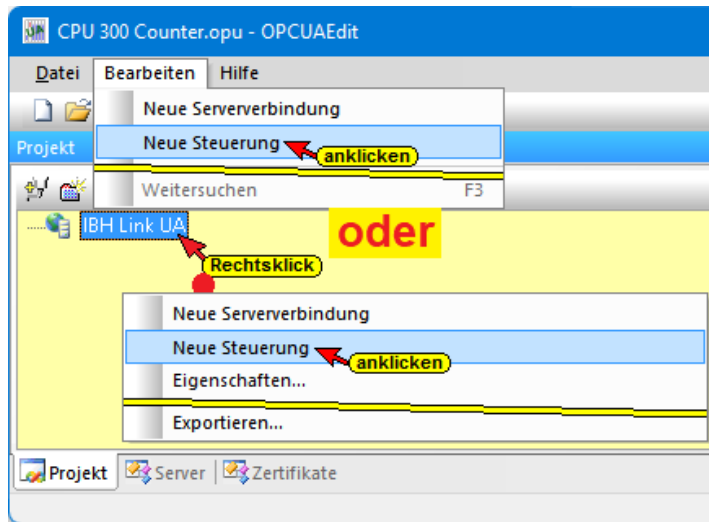 CPU 300 Counter.opu - OPCUAEdit
Datei Bearbeiten Hilfe
Neue Serververbindung
Projekt
Neue Steuerung
anklicken
Weitersuchen F3
IBH Link UA
oder
Rechtsklick
Neue Serververbindung
Neue Steuerung
anklicken
Eigenschaften...
Exportieren...
Projekt Server Zertifikate